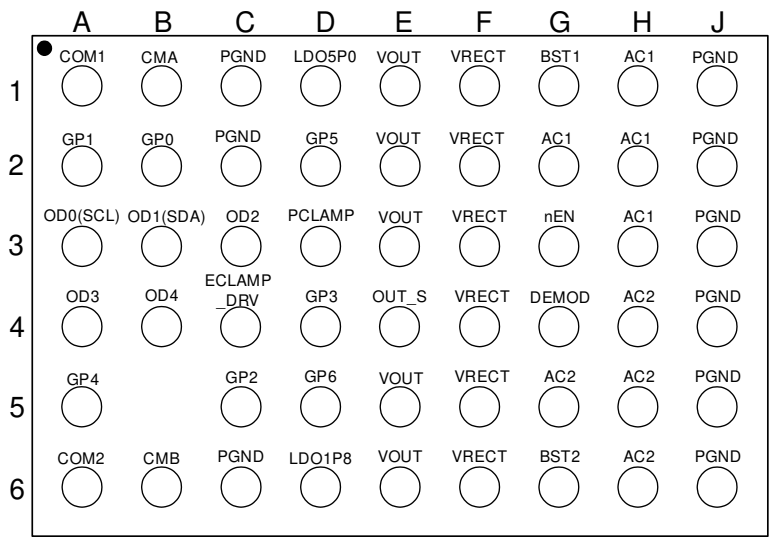 A B C D E F G H J
COM1 CMA PGND LDO5P0 VOUT VRECT BST1 AC1 PGND
1
GP1 GP0 PGND GP5 VOUT VRECT AC1 AC1 PGND
2
OD0(SCL) OD1(SDA) OD2 PCLAMP VOUT VRECT nEN AC1 PGND
3
ECLAMP
OD3 OD4 _DRV GP3 OUT_S VRECT DEMOD AC2 PGND
4
GP4 GP2 GP6 VOUT VRECT AC2 AC2 PGND
5
COM2 CMB PGND LDO1P8 VOUT VRECT BST2 AC2 PGND
6